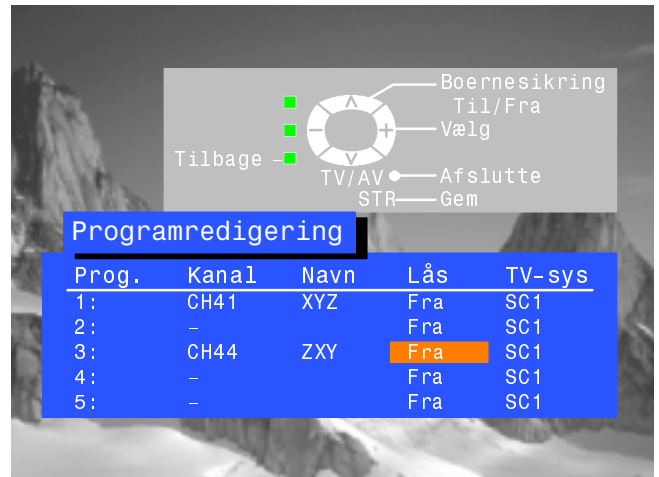 Boernesikring
Til/Fra
Vælg
Tilbage
TV/AV Afslutte
STR Gem
Programredigering
Prog. Kanal Navn Lås TV-sys
1: CH41 XYZ Fra SC1
2: – Fra SC1
3: CH44 ZXY Fra SC1
4: – Fra SC1
5: – Fra SC1